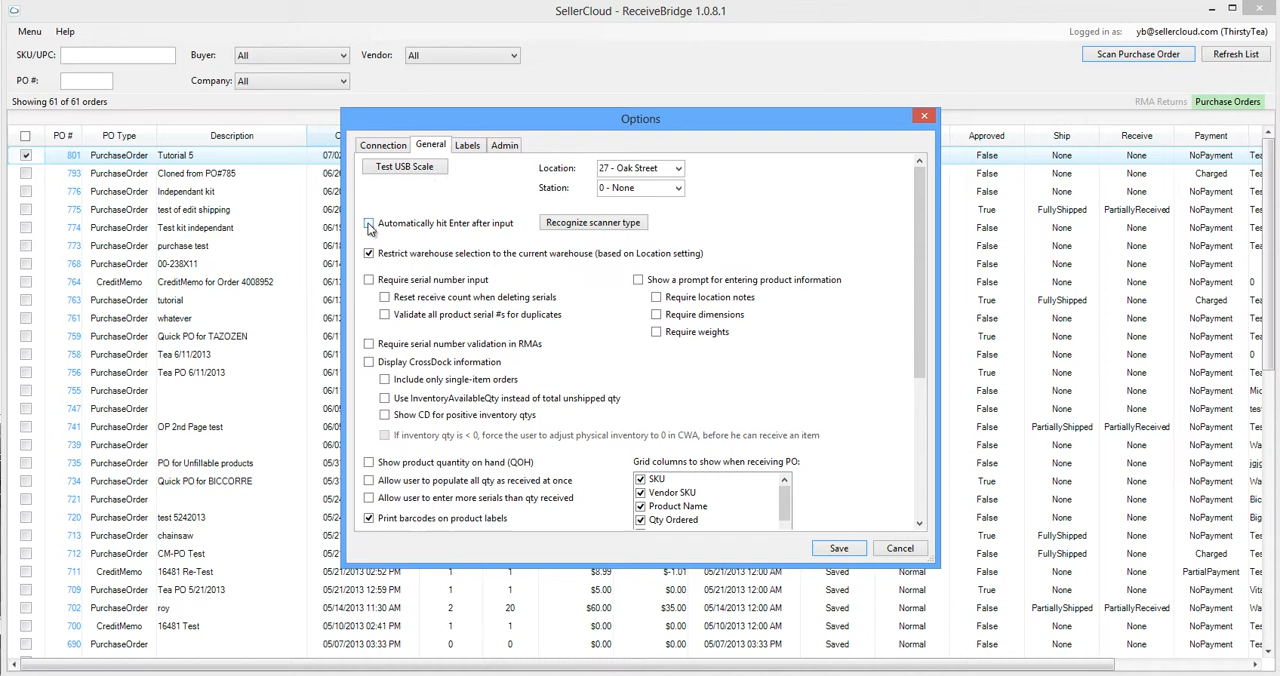 SellerCloud - ReceiveBridge 1.0.8.1
Menu Help Logged in as: yb@sellercloud.com (ThirstyTea)
SKU/UPC: Buyer: All Vendor: All Scan Purchase Order Refresh List
PO #: Company: All
Showing 61 of 61 orders RMA Returns Purchase Orders
PO # PO Type Description Approved Ship Receive Payment
801 PurchaseOrder Tutorial 5 False None None NoPayment
793 PurchaseOrder Cloned from PO#785 False None None Charged
776 PurchaseOrder Independant kit False None None NoPayment
775 PurchaseOrder test of edit shipping True FullyShipped PartiallyReceived NoPayment
774 PurchaseOrder Test kit independant False None None NoPayment
773 PurchaseOrder purchase test False None None NoPayment
768 PurchaseOrder 00-238X11 False None None NoPayment
764 CreditMemo CreditMemo for Order 4008952 False None None NoPayment 0
762 PurchaseOrder tutorial True FullyShipped None Charged
761 PurchaseOrder whatever False None None NoPayment
759 PurchaseOrder Quick PO for TAZOZEN True None None NoPayment
758 PurchaseOrder Tea 6/11/2013 False None None NoPayment 0
756 PurchaseOrder Tea PO 6/11/2013 True None None NoPayment
755 PurchaseOrder False None None NoPayment
747 PurchaseOrder False None None NoPayment
741 PurchaseOrder OP 2nd Page test False PartiallyShipped PartiallyReceived NoPayment
739 PurchaseOrder False None None NoPayment
735 PurchaseOrder PO for Unfillable products False None None NoPayment
734 PurchaseOrder Quick PO for BICCORRE True None None NoPayment
721 PurchaseOrder False None None NoPayment
720 PurchaseOrder test 5242013 False None None NoPayment
713 PurchaseOrder chainsaw False FullyShipped None NoPayment
712 PurchaseOrder CM-PO Test False FullyShipped None Charged
711 CreditMemo 16481 Re-Test 05/21/2013 02:52 PM 1 1 $8.99 $-1.01 05/21/2013 12:00 AM Saved Normal False None None PartialPayment
709 PurchaseOrder Tea PO 5/21/2013 05/21/2013 12:59 PM 1 1 $5.00 $0.00 05/21/2013 12:00 AM Saved Normal True None None NoPayment
702 PurchaseOrder roy 05/14/2013 11:30 AM 2 20 $60.00 $35.00 05/14/2013 12:00 AM Saved Normal False PartiallyShipped PartiallyReceived NoPayment
700 CreditMemo 16481 Test 05/10/2013 02:41 PM 1 1 $0.00 $0.00 05/10/2013 12:00 AM Saved Normal False None None NoPayment
690 PurchaseOrder 05/07/2013 03:33 PM 0 0 $0.00 $0.00 05/07/2013 12:00 AM Saved Normal False None None NoPayment
Options
Connection General Labels Admin
Test USB Scale Location: 27 - Oak Street
Station: 0 - None
Automatically hit Enter after input Recognize scanner type
Restrict warehouse selection to the current warehouse (based on Location setting)
Require serial number input Show a prompt for entering product information
Reset receive count when deleting serials Require location notes
Validate all product serial #s for duplicates Require dimensions
Require weights
Require serial number validation in RMAs
Display CrossDock information
Include only single-item orders
Use InventoryAvailableQty instead of total unshipped qty
Show CD for positive inventory qtys
If inventory qty is < 0, force the user to adjust physical inventory to 0 in CWA, before he can receive an item
Show product quantity on hand (QOH) Grid columns to show when receiving PO:
Allow user to populate all qty as received at once SKU
Vendor SKU
Allow user to enter more serials than qty received Product Name
Print barcodes on product labels Qty Ordered
Save Cancel